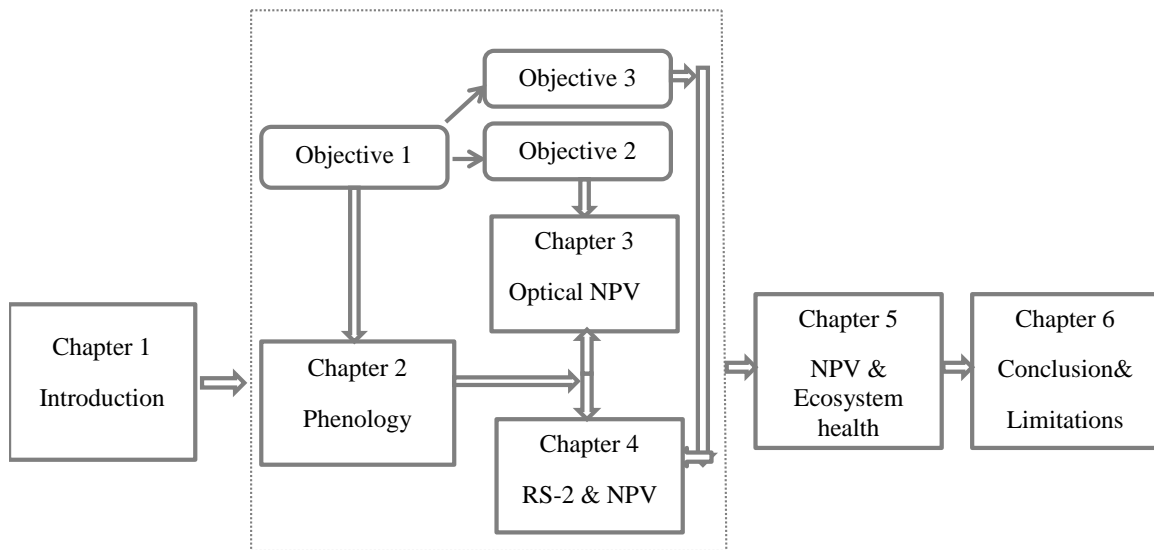 Objective 3
Objective 1
Objective 2
Chapter 3
Optical NPV
Chapter 1
Introduction
Chapter 2
Phenology
Chapter 4
RS-2 & NPV
Chapter 5
NPV &
Ecosystem
health
Chapter 6
Conclusion&
Limitations